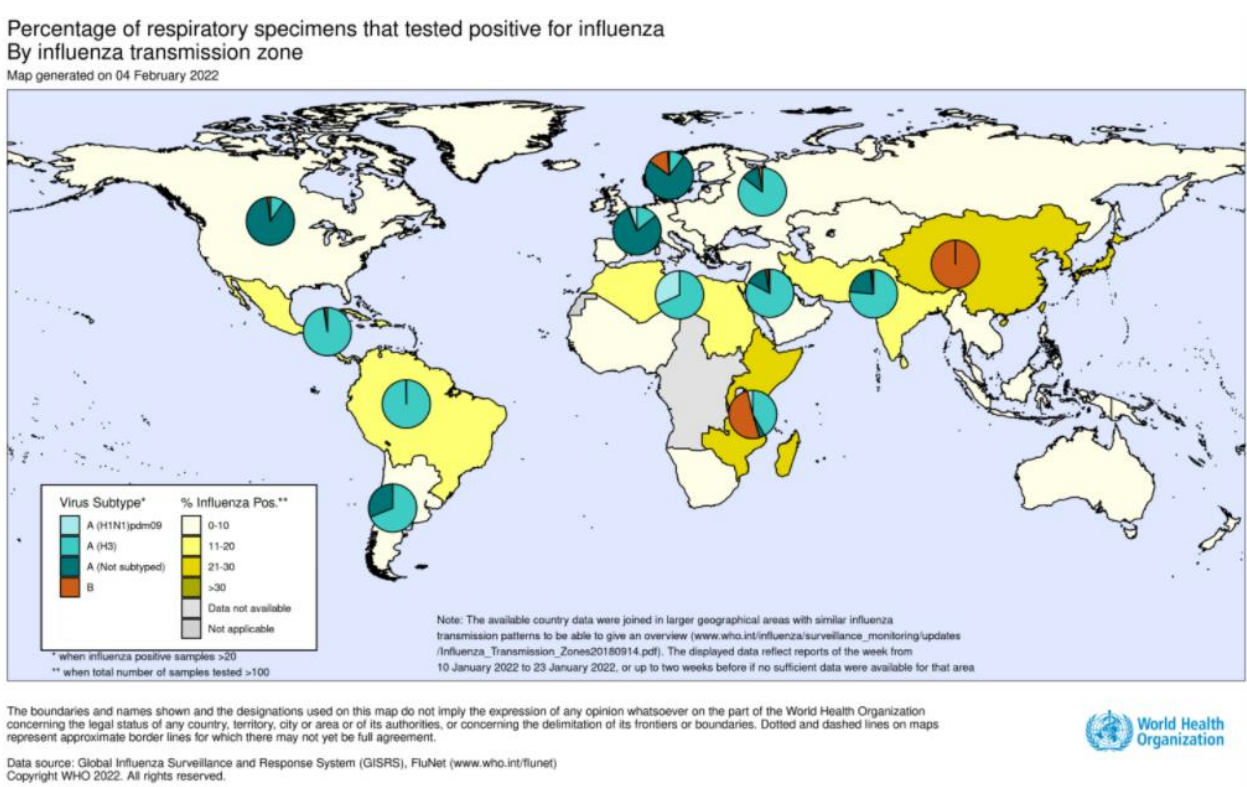 Percentage of respiratory specimens that tested positive for influenza
By influenza transmission zone
Map generated on 04 February 2022
Virus Subtype*
A (H1N1)pdm09
A (H3)
A (Not subtyped)
B
% Influenza Pos.**
0-10
11-20
21-30
>30
Data not available
Not applicable
* when influenza positive samples >20
** when total number of samples tested >100
Note: The available country data were joined in larger geographical areas with similar influenza
transmission patterns to be able to give an overview (www.who.int/influenza/surveillance_monitoring/updates
/Influenza_Transmission_Zones20180914.pdf). The displayed data reflect reports of the week from
10 January 2022 to 23 January 2022, or up to two weeks before if no sufficient data were available for that area
The boundaries and names shown and the designations used on this map do not imply the expression of any opinion whatsoever on the part of the World Health Organization
concerning the legal status of any country, territory, city or area or of its authorities, or concerning the delimitation of its frontiers or boundaries. Dotted and dashed lines on maps
represent approximate border lines for which there may not yet be full agreement.
Data source: Global Influenza Surveillance and Response System (GISRS), FluNet (www.who.int/flunet)
Copyright WHO 2022. All rights reserved.
World Health
Organization